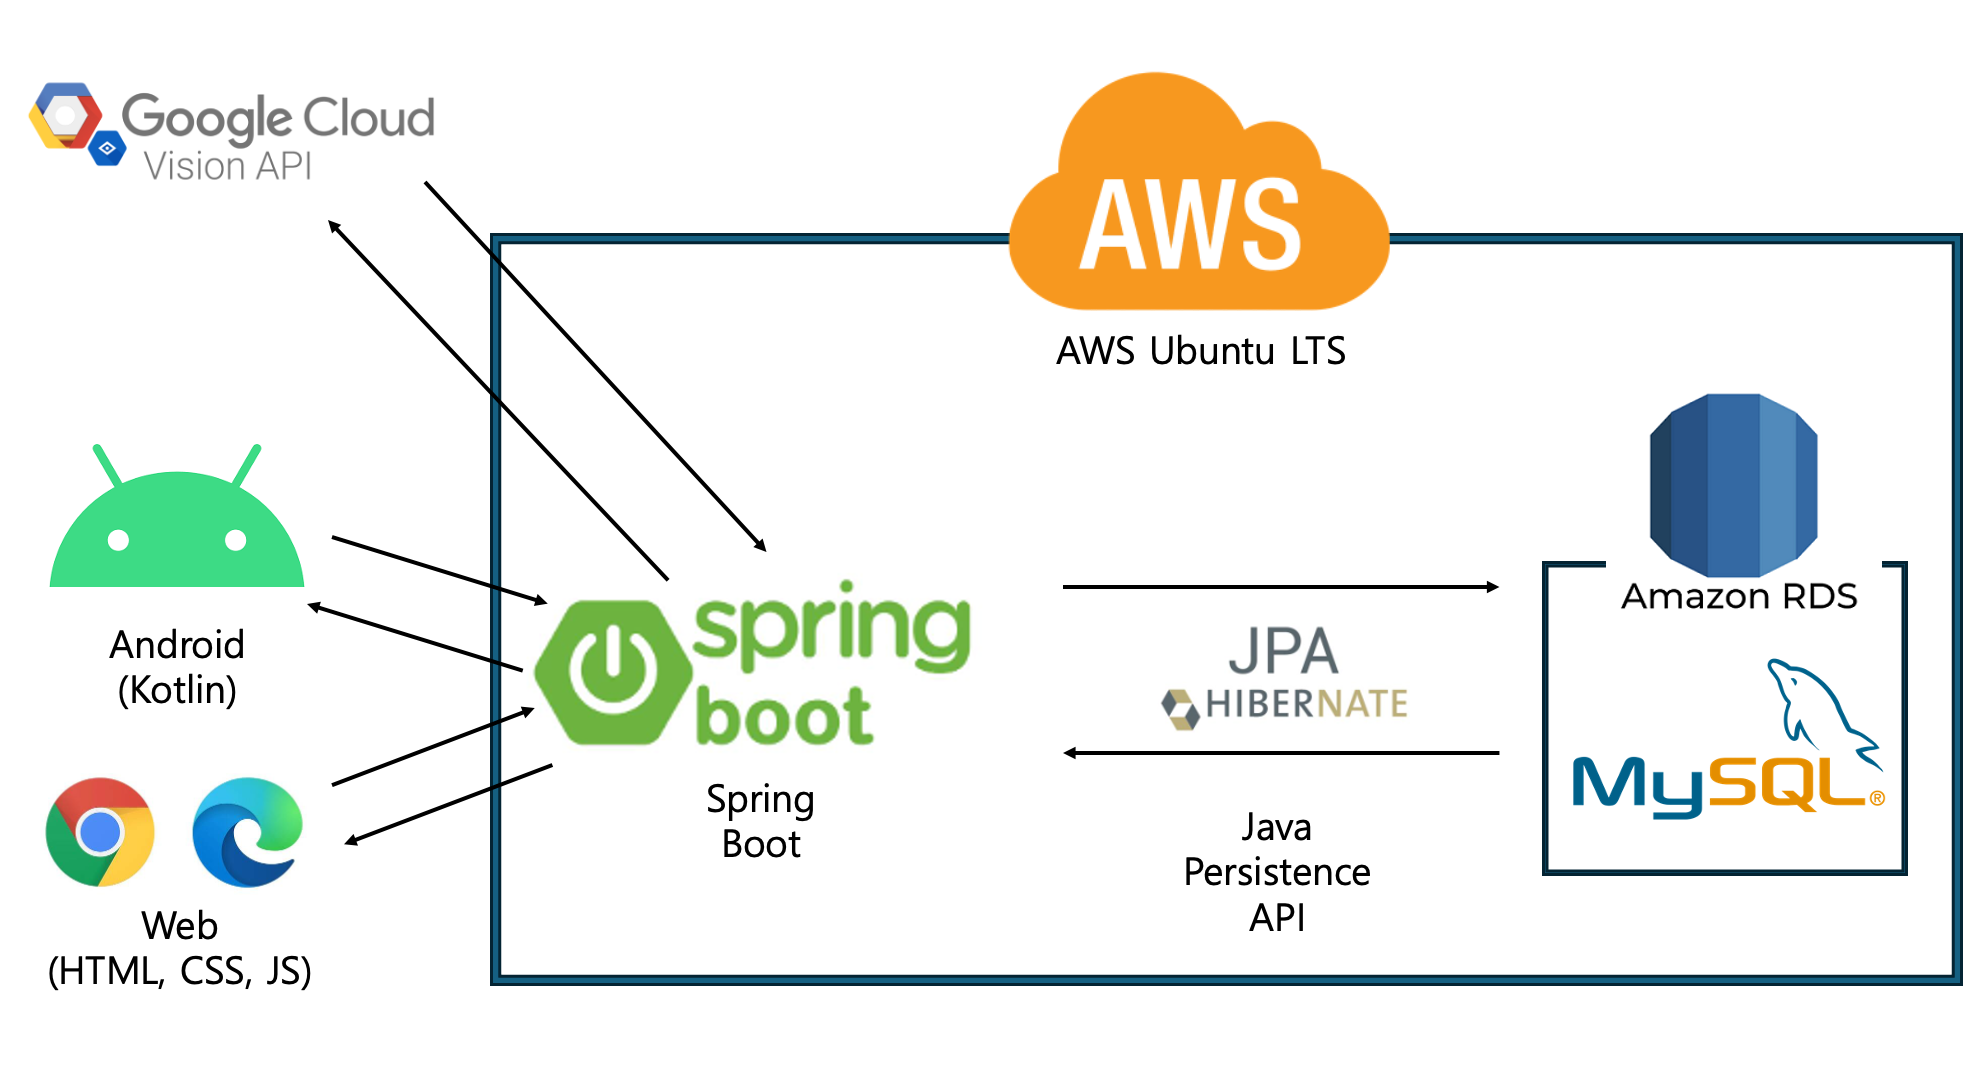 Google Cloud
Vision API
AWS
AWS Ubuntu LTS
Android
(Kotlin)
Web
(HTML, CSS, JS)
spring
boot
Spring
Boot
JPA
HIBERNATE
Java
Persistence
API
Amazon RDS
MySQL®